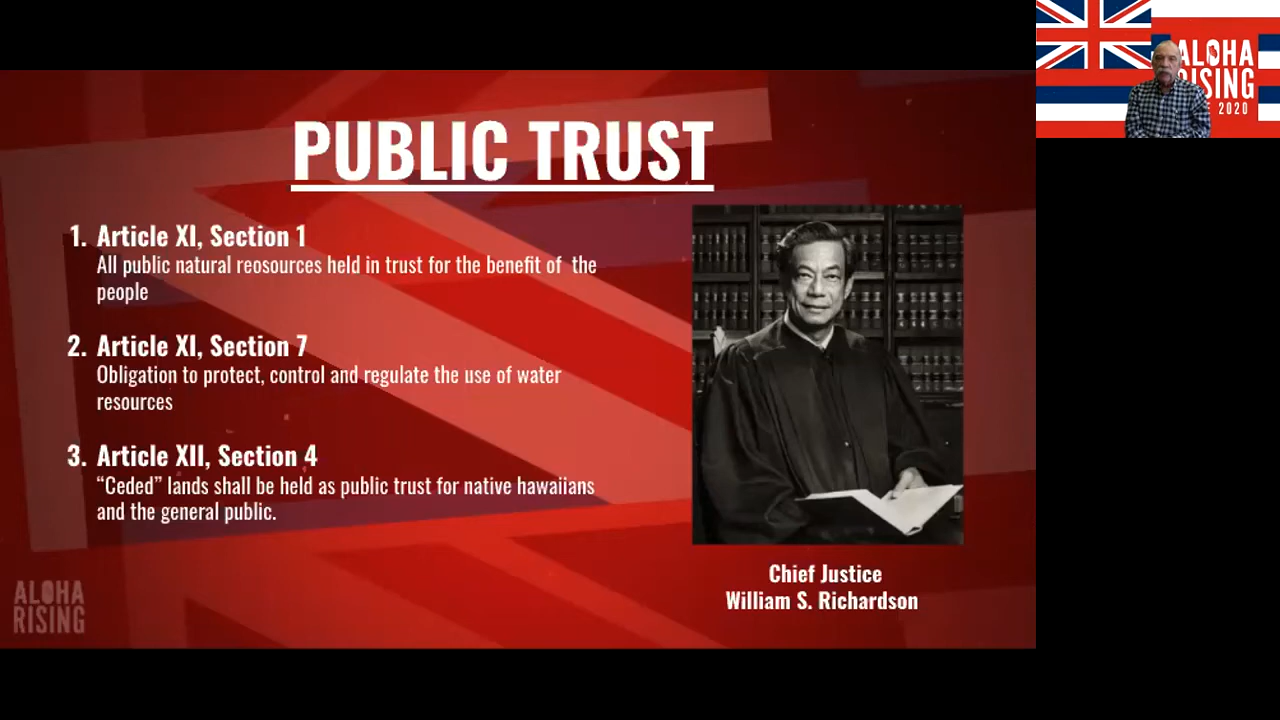 PUBLIC TRUST
1. Article XI, Section 1
All public natural reosources held in trust for the benefit of the
people
2. Article XI, Section 7
Obligation to protect, control and regulate the use of water
resources
3. Article XII, Section 4
“Ceded” lands shall be held as public trust for native hawaiians
and the general public.
Chief Justice
William S. Richardson
ALOHA
RISING
ALOHA
RISING
2020